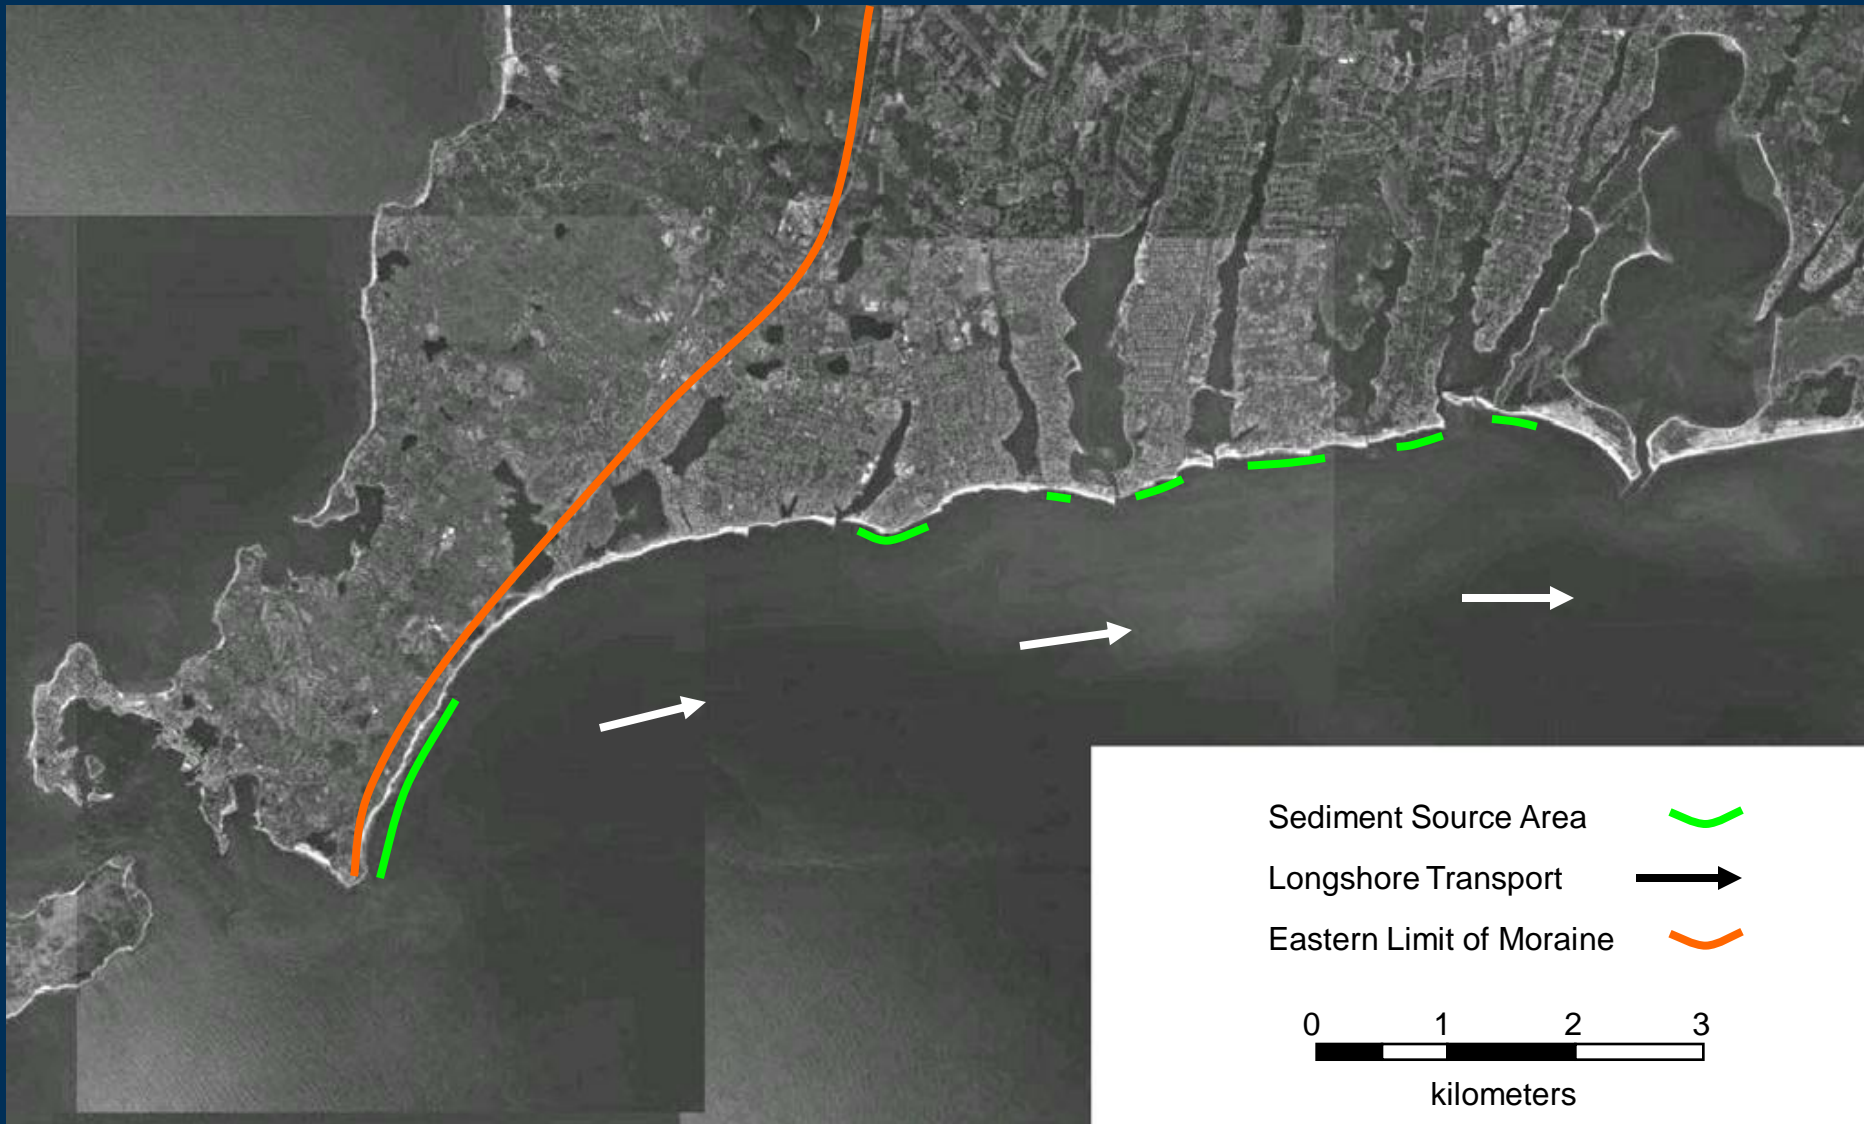 Sediment Source Area
Longshore Transport
Eastern Limit of Moraine
0 1 2 3
kilometers